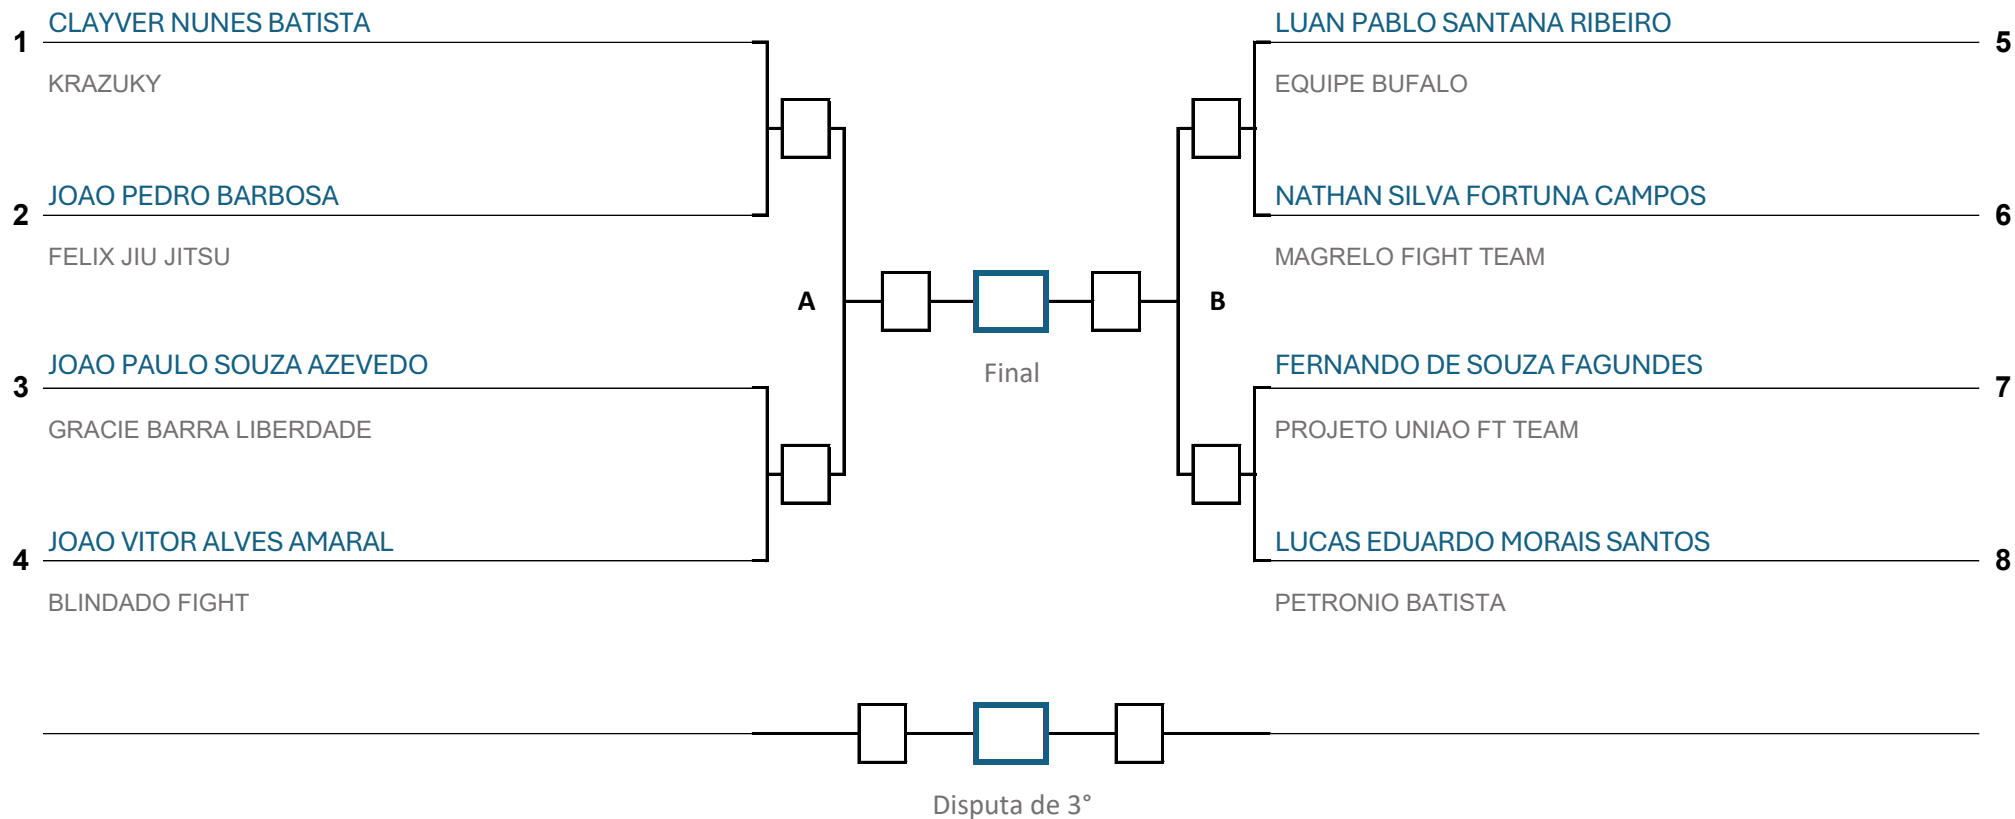 1
CLAYVER NUNES BATISTA
KRAZUKY
2
JOAO PEDRO BARBOSA
FELIX JIU JITSU
A
3
JOAO PAULO SOUZA AZEVEDO
GRACIE BARRA LIBERDADE
4
JOAO VITOR ALVES AMARAL
BLINDADO FIGHT
Final
LUAN PABLO SANTANA RIBEIRO
5
EQUIPE BUFALO
NATHAN SILVA FORTUNA CAMPOS
6
MAGRELO FIGHT TEAM
B
FERNANDO DE SOUZA FAGUNDES
7
PROJETO UNIAO FT TEAM
LUCAS EDUARDO MORAIS SANTOS
8
PETRONIO BATISTA
Disputa de 3°